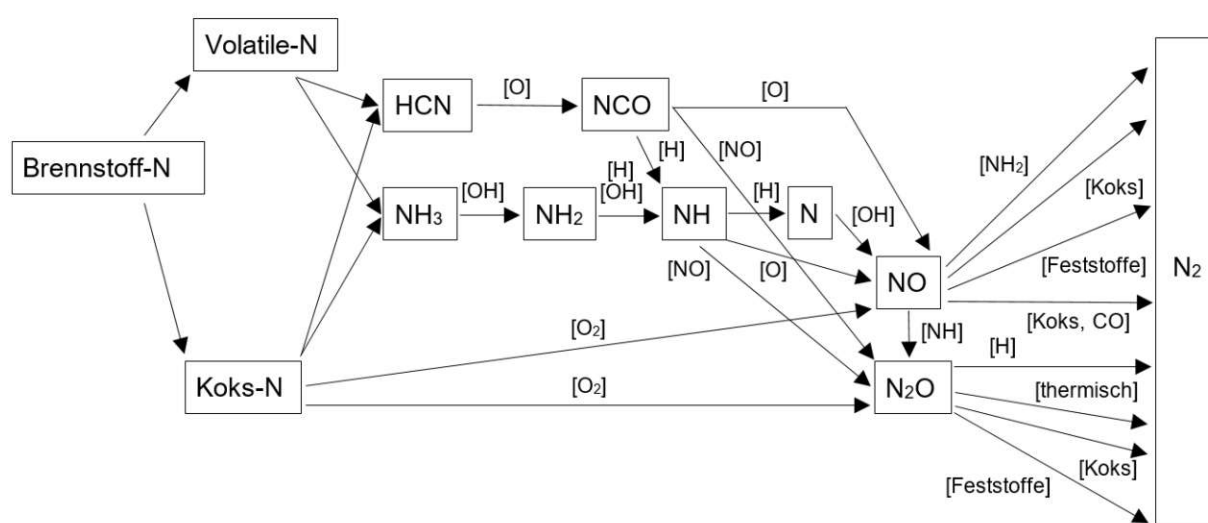 Volatile-N
[O]
[O]
HCN
NCO
[NO]
[H]
[H]
[NH₂]
Brennstoff-N
[OH]
[OH]
[H]
[Koks]
NH₃
NH₂
NH
N
[OH]
[NO]
[O]
[Feststoffe]
NO
N₂
[O₂]
[NH]
[Koks, CO]
[H]
Koks-N
[O₂]
N₂O
[thermisch]
[Koks]
[Feststoffe]